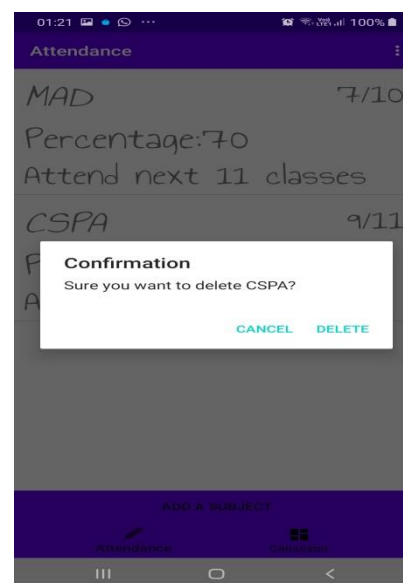 01:21 100%
Attendance
MAD 7/10
Percentage:70
Attend next 11 classes
CSPA 9/11
P
A
Confirmation
Sure you want to delete CSPA?
CANCEL DELETE
ADD A SUBJECT
Attendance